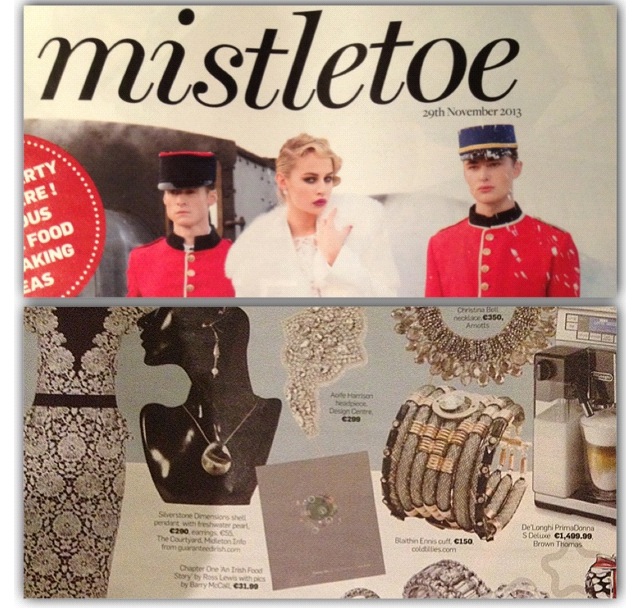 mistletoe
29th November 2013
RTY
RE !
OUS
FOOD
AKING
EAS
Christina Bell
necklace, €350,
Arnotts
Aoife Harrison
headpiece,
Design Centre,
€299
Silverstone Dimensions shell
pendant with freshwater pearl,
€290, earrings, €55,
The Courtyard, Midleton. Info
from guaranteedirish.com
Chapter One 'An Irish Food
Story' by Ross Lewis with pics
by Barry McCall, €31.99
Blaithin Ennis cuff, €150,
coldlillies.com
De'Longhi PrimaDonna
S Deluxe €1,499.99,
Brown Thomas